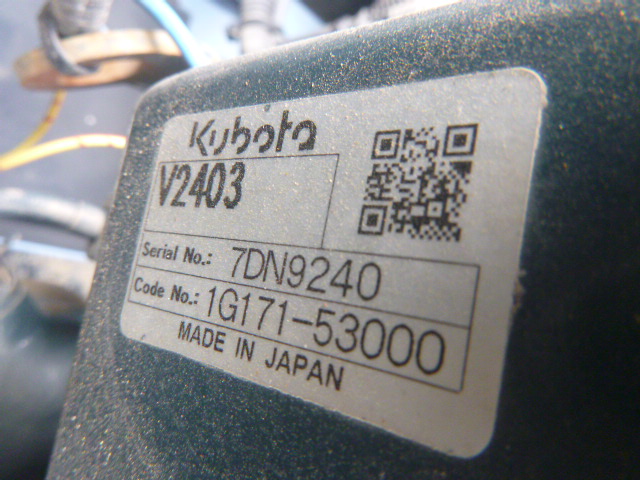 Kubota
V2403
Serial No.: 7DN9240
Code No.: 1G171-53000
MADE IN JAPAN